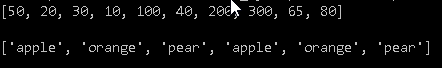 [50, 20, 30, 10, 100, 40, 200, 300, 65, 80]
['apple', 'orange', 'pear', 'apple', 'orange', 'pear']